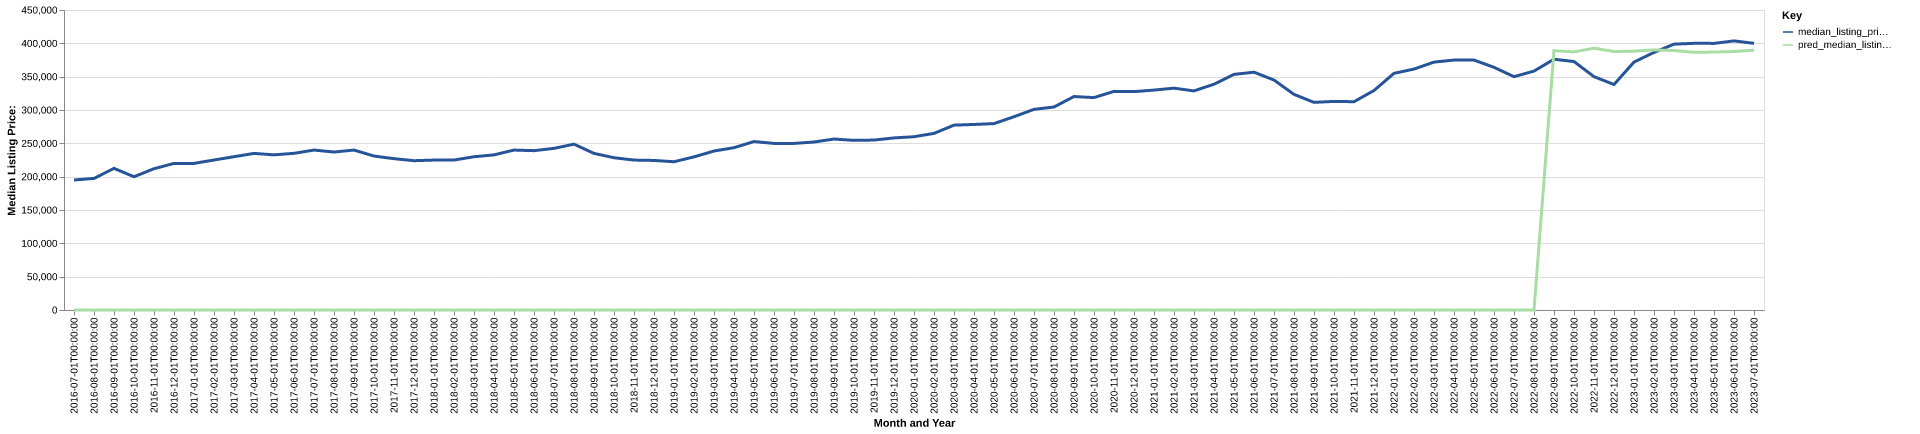 450,000
400,000
350,000
300,000
250,000
200,000
150,000
100,000
50,000
0
Median Listing Price:
2016-07-01T00:00:00
2016-08-01T00:00:00
2016-09-01T00:00:00
2016-10-01T00:00:00
2016-11-01T00:00:00
2016-12-01T00:00:00
2017-01-01T00:00:00
2017-02-01T00:00:00
2017-03-01T00:00:00
2017-04-01T00:00:00
2017-05-01T00:00:00
2017-06-01T00:00:00
2017-07-01T00:00:00
2017-08-01T00:00:00
2017-09-01T00:00:00
2017-10-01T00:00:00
2017-11-01T00:00:00
2017-12-01T00:00:00
2018-01-01T00:00:00
2018-02-01T00:00:00
2018-03-01T00:00:00
2018-04-01T00:00:00
2018-05-01T00:00:00
2018-06-01T00:00:00
2018-07-01T00:00:00
2018-08-01T00:00:00
2018-09-01T00:00:00
2018-10-01T00:00:00
2018-11-01T00:00:00
2018-12-01T00:00:00
2019-01-01T00:00:00
2019-02-01T00:00:00
2019-03-01T00:00:00
2019-04-01T00:00:00
2019-05-01T00:00:00
2019-06-01T00:00:00
2019-07-01T00:00:00
2019-08-01T00:00:00
2019-09-01T00:00:00
2019-10-01T00:00:00
2019-11-01T00:00:00
2019-12-01T00:00:00
2020-01-01T00:00:00
2020-02-01T00:00:00
2020-03-01T00:00:00
2020-04-01T00:00:00
2020-05-01T00:00:00
2020-06-01T00:00:00
2020-07-01T00:00:00
2020-08-01T00:00:00
2020-09-01T00:00:00
2020-10-01T00:00:00
2020-11-01T00:00:00
2020-12-01T00:00:00
2021-01-01T00:00:00
2021-02-01T00:00:00
2021-03-01T00:00:00
2021-04-01T00:00:00
2021-05-01T00:00:00
2021-06-01T00:00:00
2021-07-01T00:00:00
2021-08-01T00:00:00
2021-09-01T00:00:00
2021-10-01T00:00:00
2021-11-01T00:00:00
2021-12-01T00:00:00
2022-01-01T00:00:00
2022-02-01T00:00:00
2022-03-01T00:00:00
2022-04-01T00:00:00
2022-05-01T00:00:00
2022-06-01T00:00:00
2022-07-01T00:00:00
2022-08-01T00:00:00
2022-09-01T00:00:00
2022-10-01T00:00:00
2022-11-01T00:00:00
2022-12-01T00:00:00
2023-01-01T00:00:00
2023-02-01T00:00:00
2023-03-01T00:00:00
2023-04-01T00:00:00
2023-05-01T00:00:00
2023-06-01T00:00:00
2023-07-01T00:00:00
Month and Year
Key
median_listing_pri…
pred_median_listin…